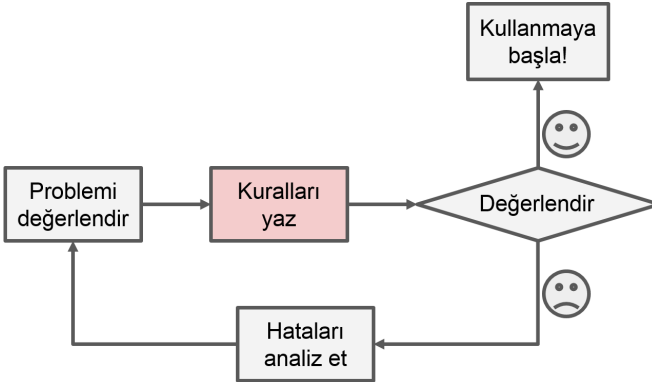 Kullanmaya
başla!
Problemi
değerlendir
Kuralları
yaz
Değerlendir
Hataları
analiz et